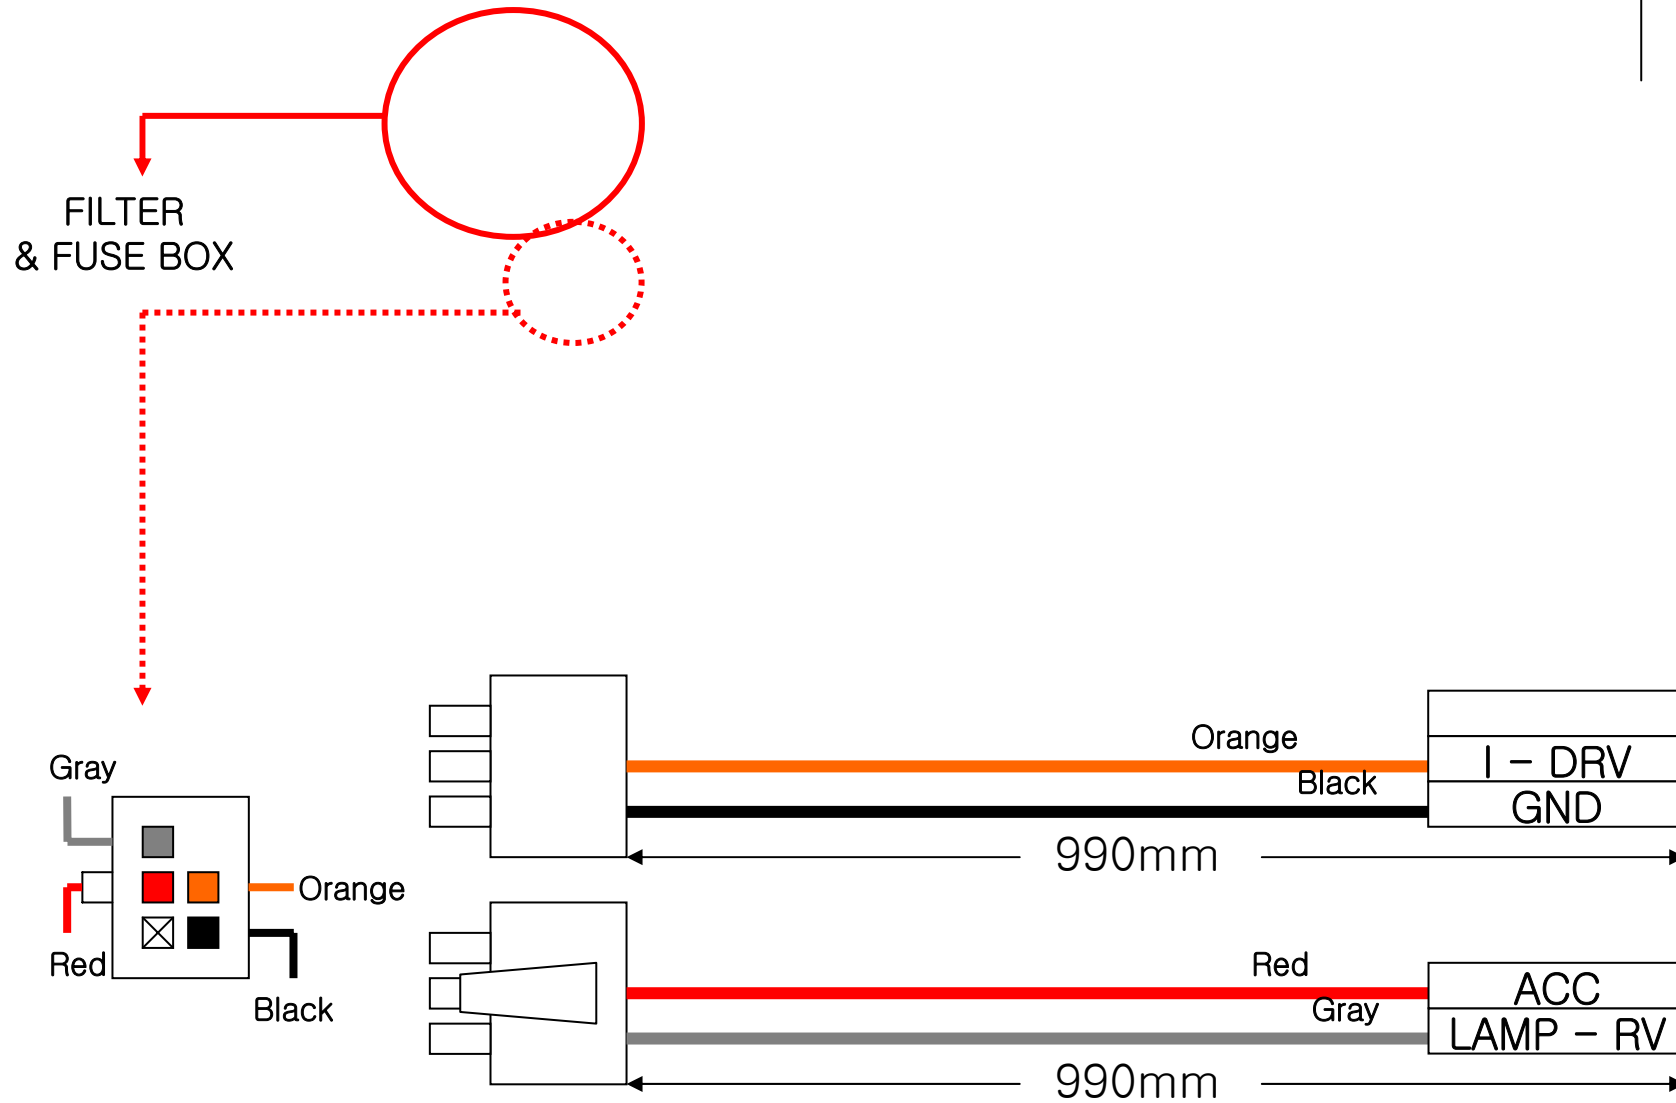 FILTER
& FUSE BOX
Orange
I - DRV
Black
GND
990mm
Gray
Orange
Red
Black
Red
ACC
Gray
LAMP - RV
990mm